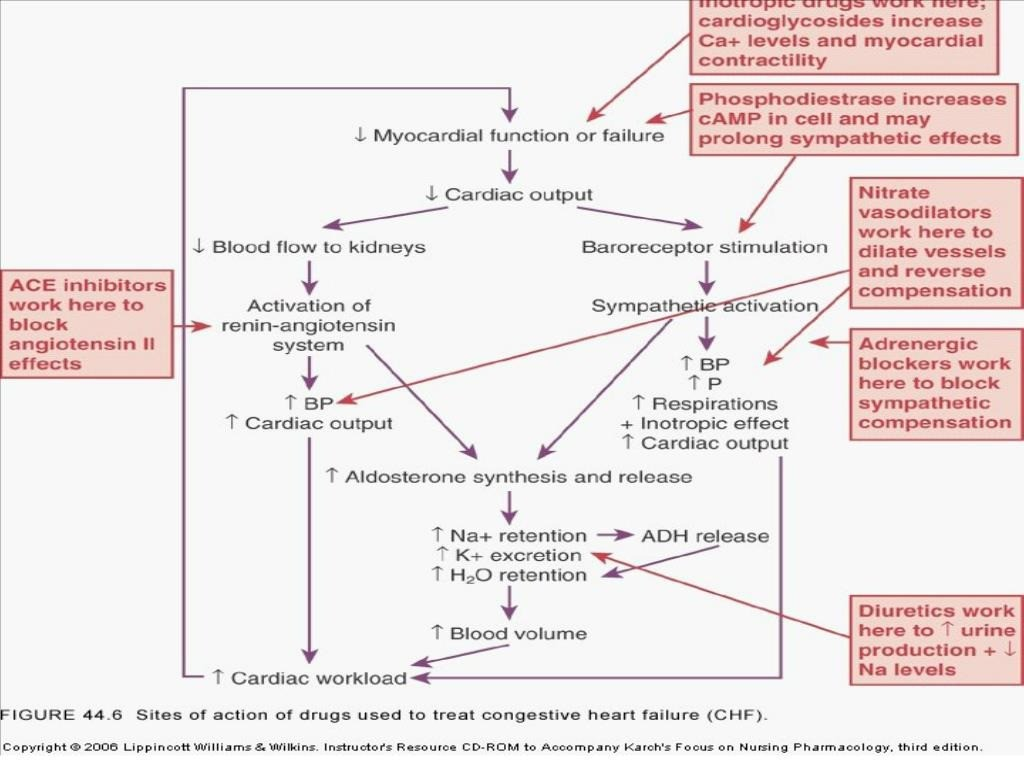 Inotropic drugs work here;
cardioglycosides increase
Ca+ levels and myocardial
contractility
Phosphodiestrase increases
cAMP in cell and may
prolong sympathetic effects
↓ Myocardial function or failure
↓ Cardiac output
Nitrate
vasodilators
work here to
dilate vessels
and reverse
compensation
↓ Blood flow to kidneys
Baroreceptor stimulation
ACE inhibitors
work here to
block
angiotensin II
effects
Activation of
renin-angiotensin
system
Sympathetic activation
Adrenergic
blockers work
here to block
sympathetic
compensation
↑ BP
↑ P
↑ Respirations
+ Inotropic effect
↑ Cardiac output
↑ BP
↑ Cardiac output
↑ Aldosterone synthesis and release
↑ Na+ retention
↑ K+ excretion
↑ H₂O retention
ADH release
Diuretics work
here to ↑ urine
production + ↓
Na levels
↑ Blood volume
↑ Cardiac workload
FIGURE 44.6 Sites of action of drugs used to treat congestive heart failure (CHF).
Copyright © 2006 Lippincott Williams & Wilkins. Instructor's Resource CD-ROM to Accompany Karch's Focus on Nursing Pharmacology, third edition.